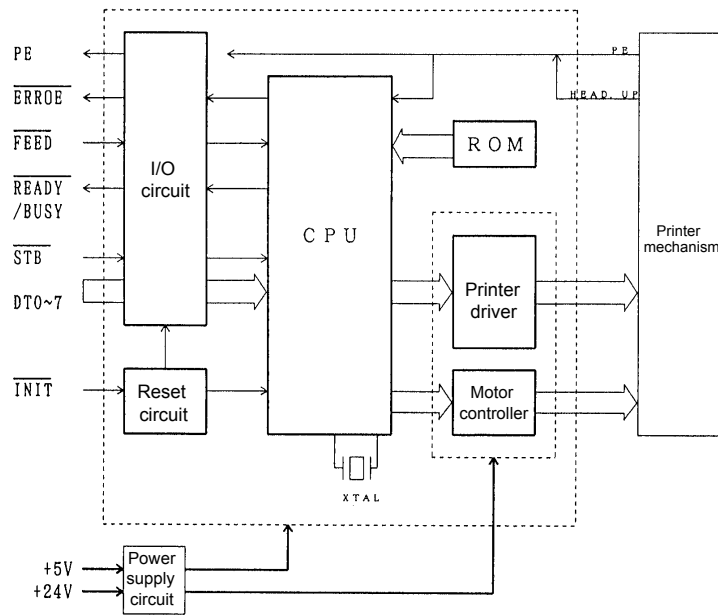 PE
ERROE
FEED
READY
/BUSY
STB
DT0~7
INIT
I/O
circuit
Reset
circuit
CPU
XTAL
ROM
PE
HEAD. UP
Printer
driver
Motor
controller
Printer
mechanism
+5V
+24V
Power
supply
circuit